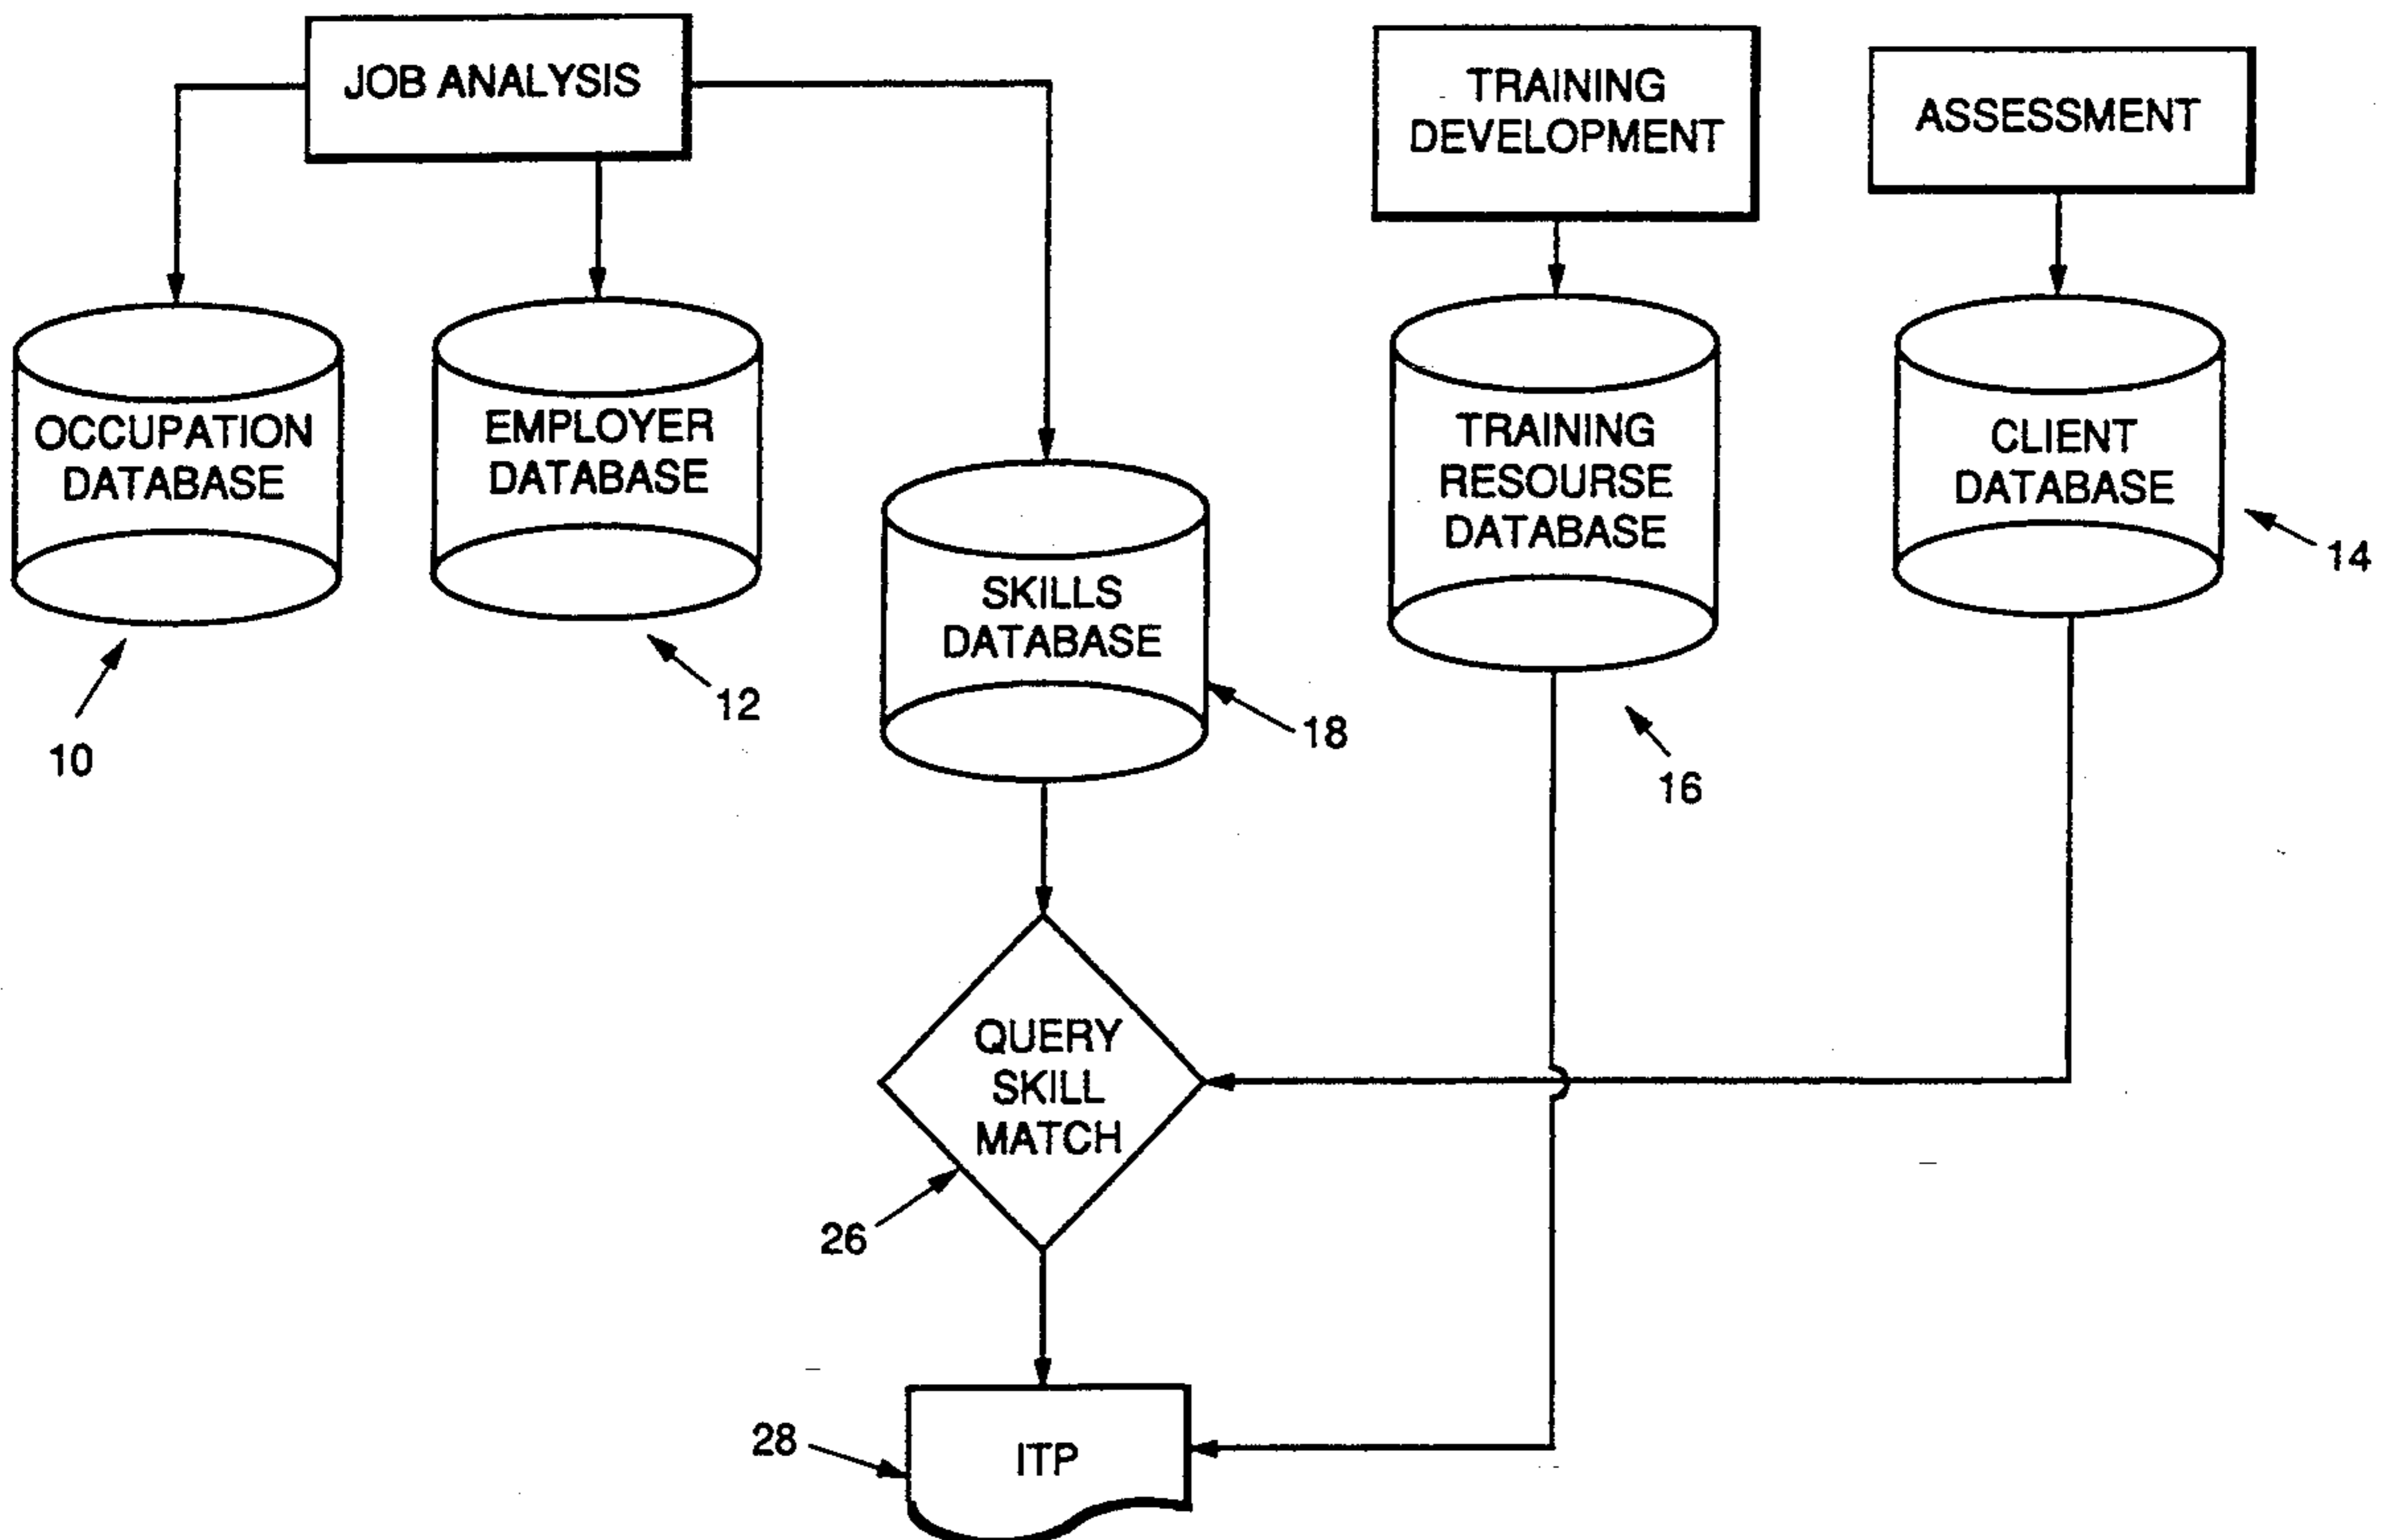 JOB ANALYSIS
TRAINING
DEVELOPMENT
ASSESSMENT
OCCUPATION
DATABASE
10
EMPLOYER
DATABASE
12
SKILLS
DATABASE
18
TRAINING
RESOURSE
DATABASE
16
CLIENT
DATABASE
14
QUERY
SKILL
MATCH
26
ITP
28